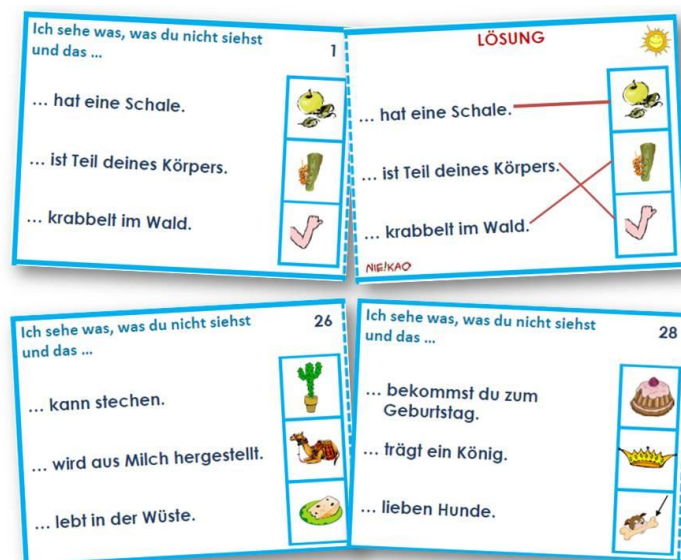 Ich sehe was, was du nicht siehst
und das ... 1
... hat eine Schale.
... ist Teil deines Körpers.
... krabbelt im Wald.
LÖSUNG
... hat eine Schale.
... ist Teil deines Körpers.
... krabbelt im Wald.
NIE!KAO
Ich sehe was, was du nicht siehst 26
und das ...
... kann stechen.
... wird aus Milch hergestellt.
... lebt in der Wüste.
Ich sehe was, was du nicht siehst 28
und das ...
... bekommst du zum
Geburtstag.
... trägt ein König.
... lieben Hunde.